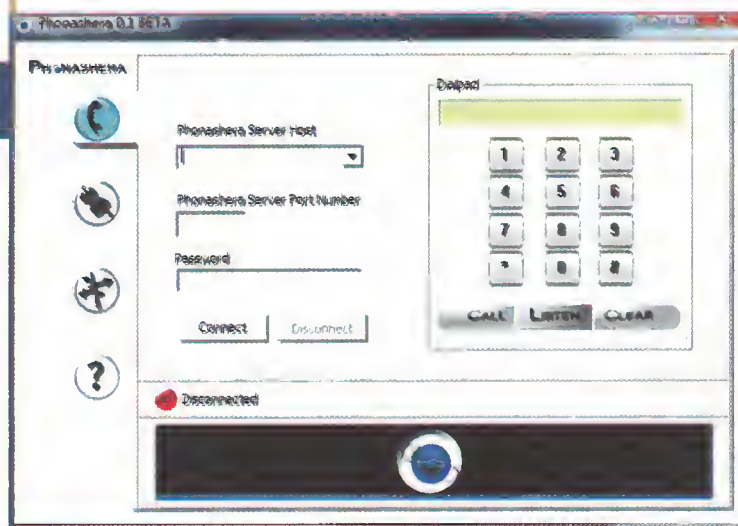 Phonashera 0.1 BETA
PHONASHERA
Dialpad
Phonashera Server Host
Phonashera Server Port Number
Password
Connect
Disconnect
1 2 3
4 5 6
7 8 9
* 0 #
CALL LISTEN CLEAR
?
Disconnected